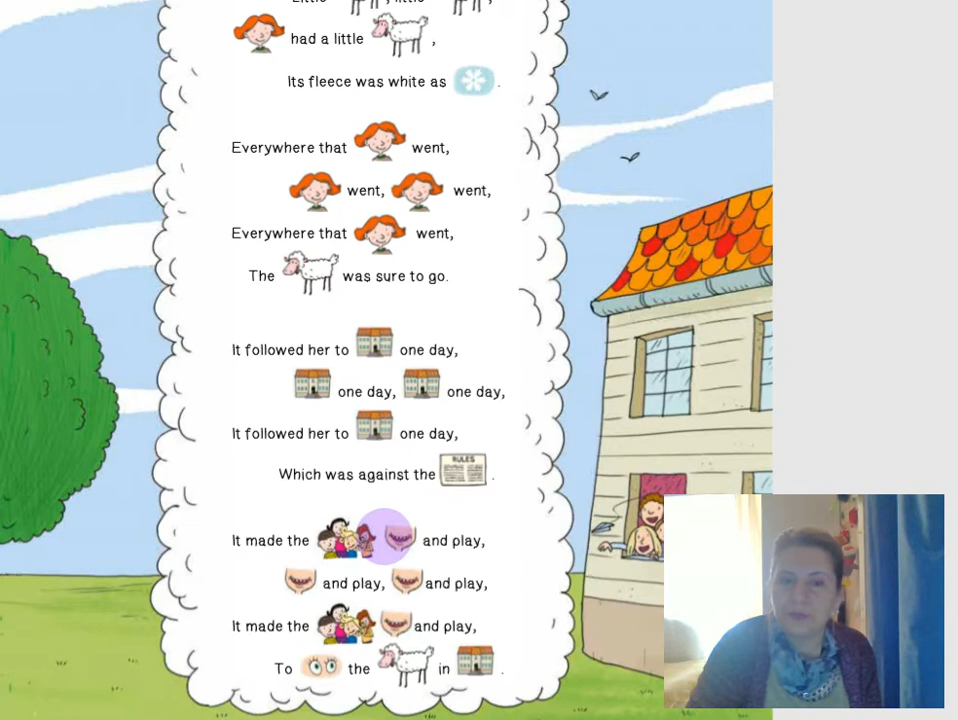 Little , little ,
had a little ,
Its fleece was white as .
Everywhere that went,
went, went,
Everywhere that went,
The was sure to go.
It followed her to one day,
one day, one day,
It followed her to one day,
Which was against the RULES .
It made the and play,
and play, and play,
It made the and play,
To the in .